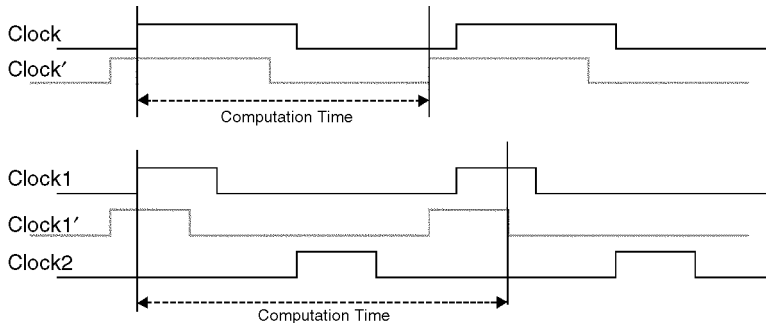 Clock
Clock′
Computation Time
Clock1
Clock1′
Clock2
Computation Time